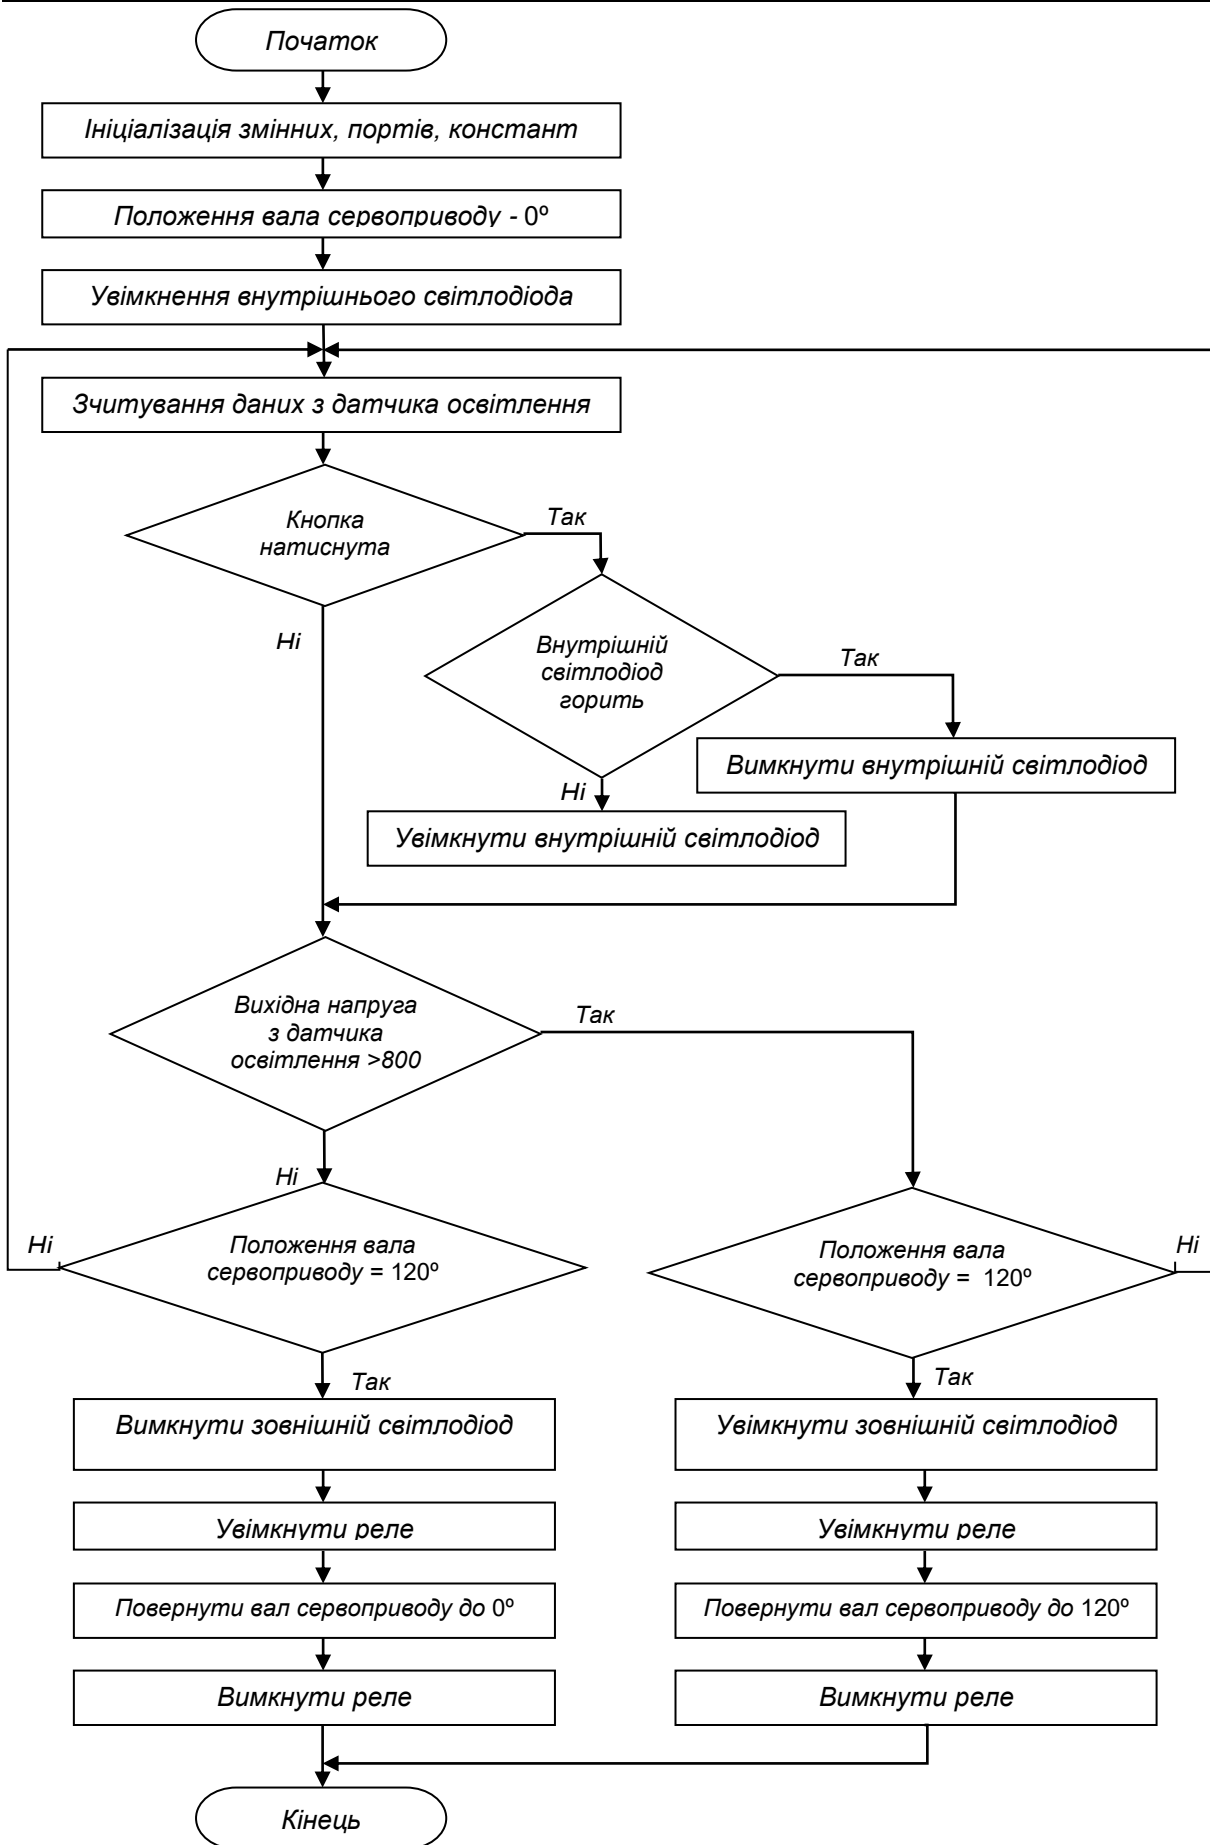 Початок
Ініціалізація змінних, портів, констант
Положення вала сервоприводу - 0º
Увімкнення внутрішнього світлодіода
Зчитування даних з датчика освітлення
Кнопка
натиснута
Так
Ні
Внутрішній
світлодіод
горить
Так
Вимкнути внутрішній світлодіод
Ні
Увімкнути внутрішній світлодіод
Вихідна напруга
з датчика
освітлення >800
Так
Ні
Ні
Положення вала
сервоприводу = 120º
Положення вала
сервоприводу = 120º
Ні
Так
Так
Вимкнути зовнішній світлодіод
Увімкнути зовнішній світлодіод
Увімкнути реле
Увімкнути реле
Повернути вал сервоприводу до 0º
Повернути вал сервоприводу до 120º
Вимкнути реле
Вимкнути реле
Кінець